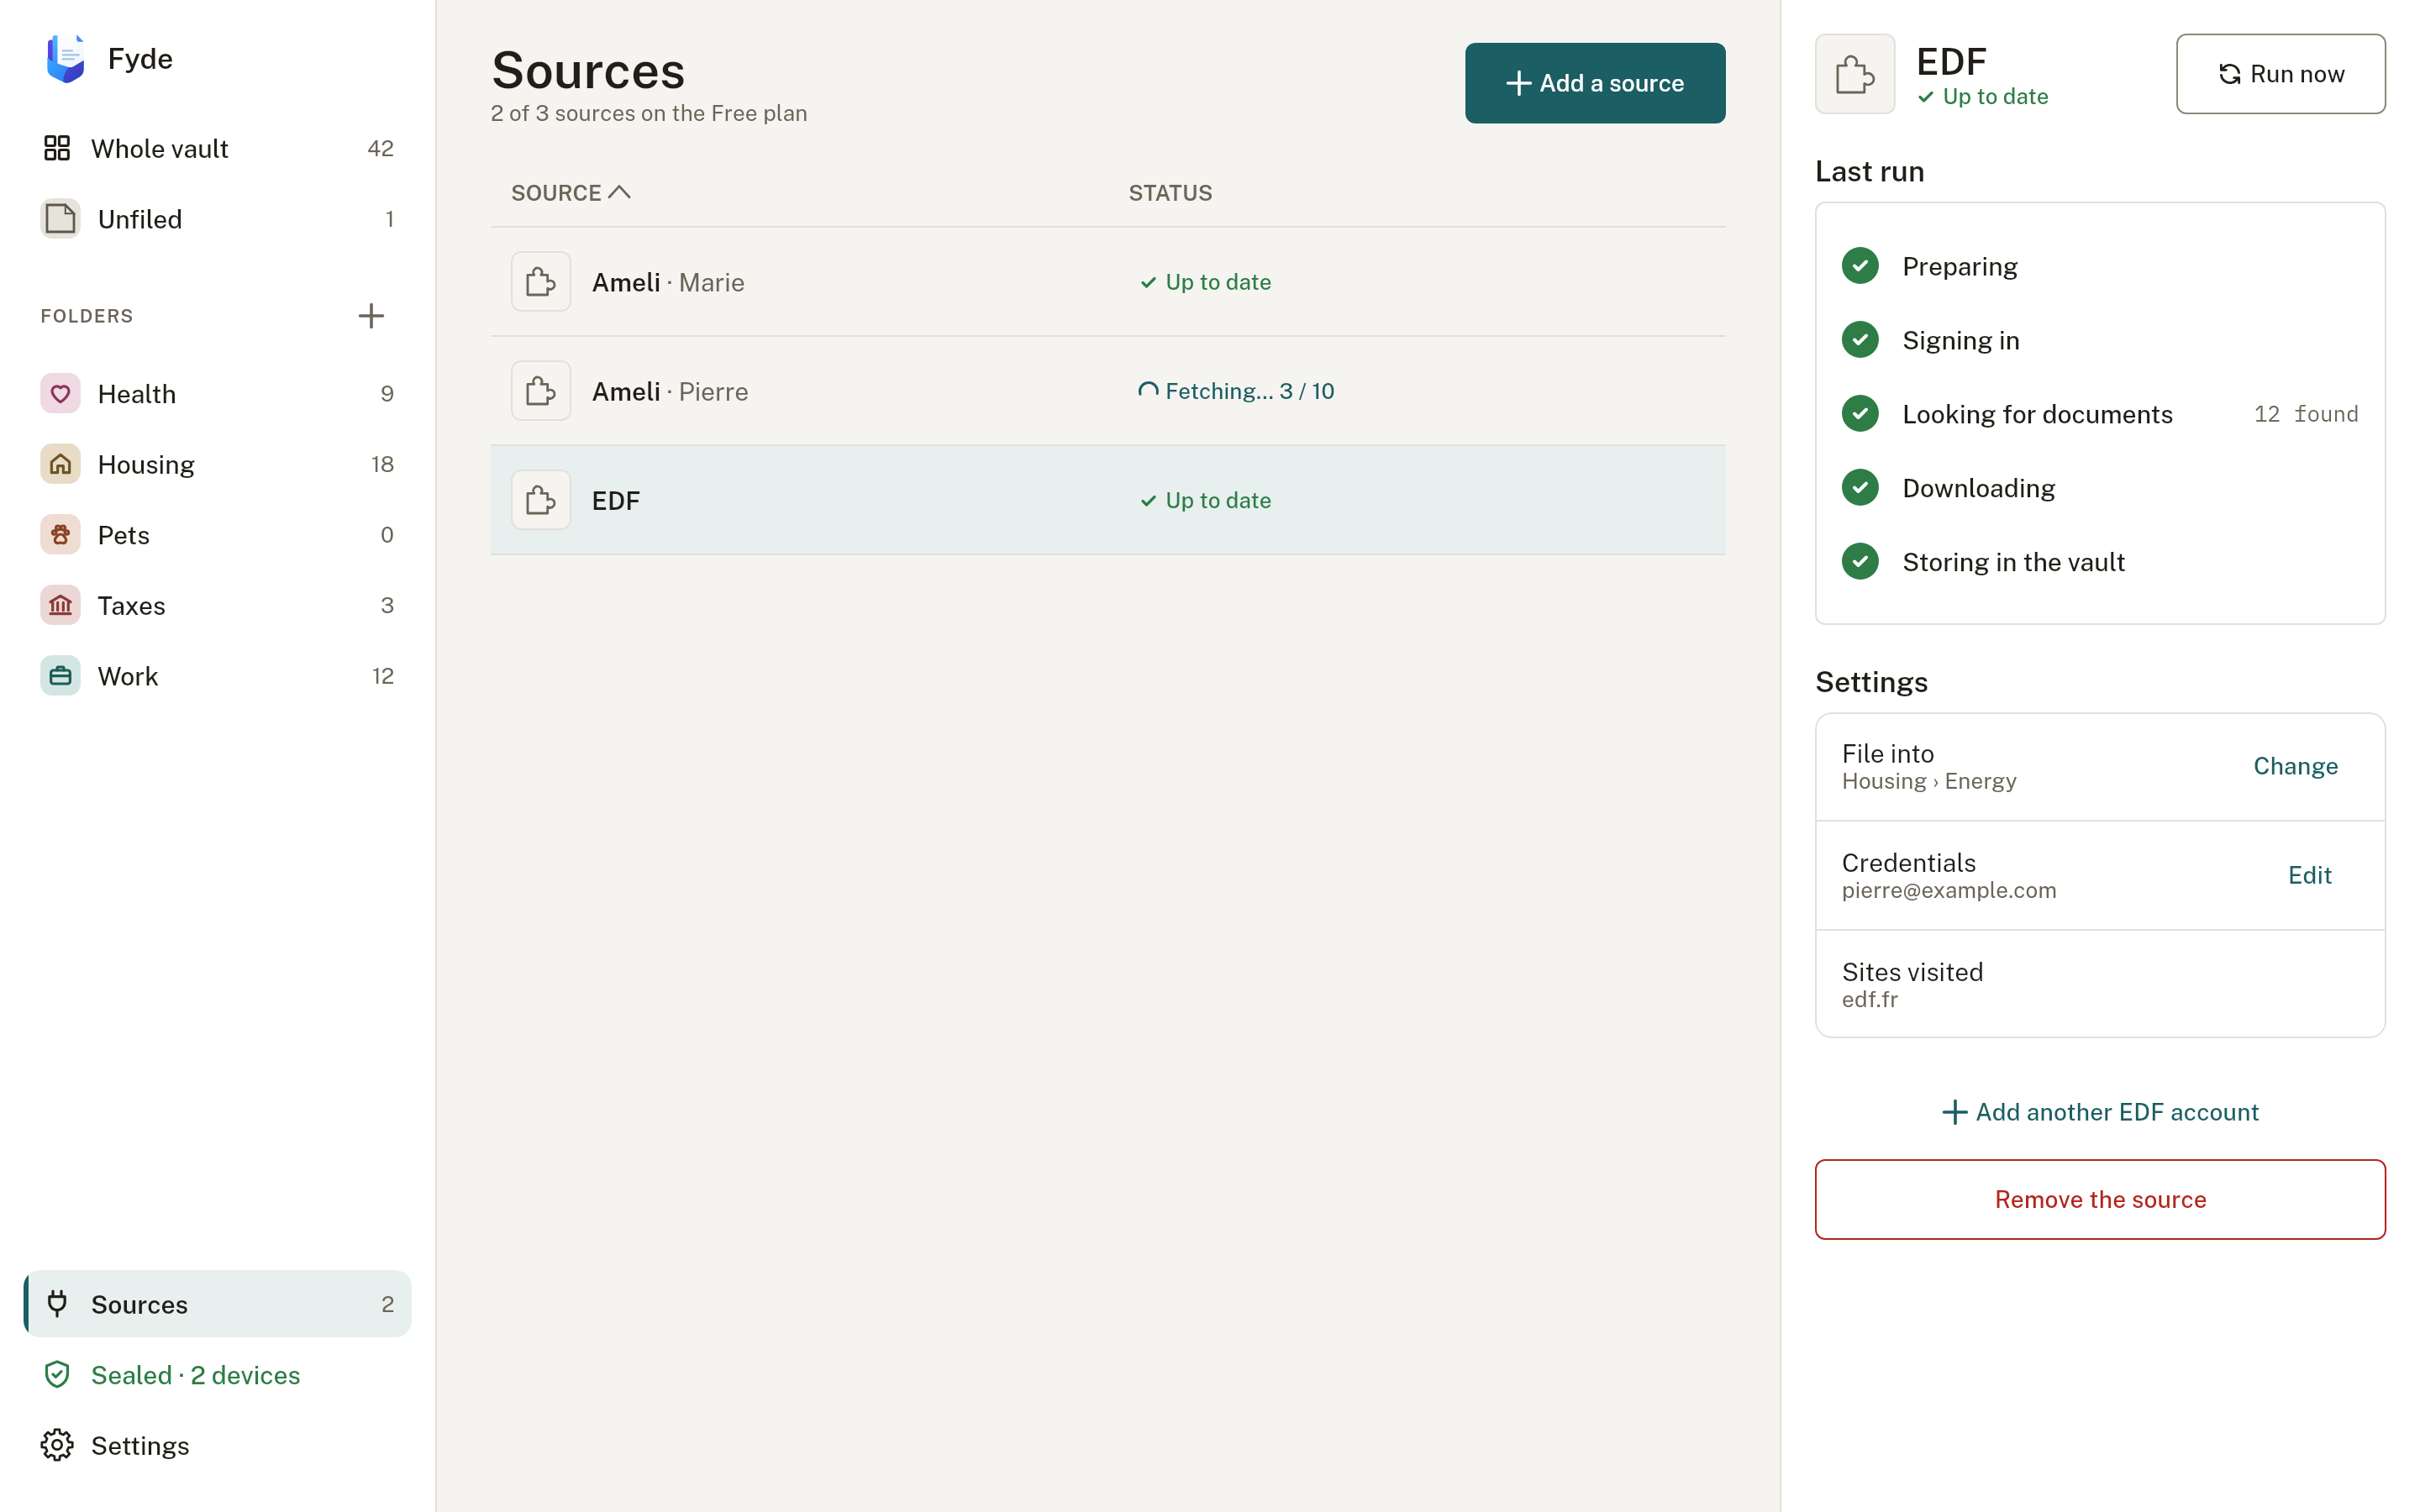 Fyde
Whole vault 42
Unfiled 1
FOLDERS
Health 9
Housing 18
Pets 0
Taxes 3
Work 12
Sources 2
Sealed · 2 devices
Settings
Sources
2 of 3 sources on the Free plan
Add a source
SOURCE STATUS
Ameli · Marie Up to date
Ameli · Pierre Fetching... 3 / 10
EDF Up to date
EDF
Up to date
Run now
Last run
Preparing
Signing in
Looking for documents 12 found
Downloading
Storing in the vault
Settings
File into
Housing › Energy
Change
Credentials
pierre@example.com
Edit
Sites visited
edf.fr
Add another EDF account
Remove the source